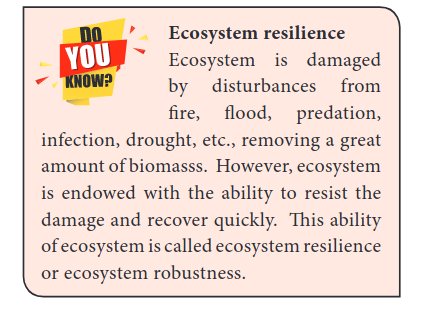 DO
YOU
KNOW?
Ecosystem resilience
Ecosystem is damaged
by disturbances from
fire, flood, predation,
infection, drought, etc., removing a great
amount of biomasss. However, ecosystem
is endowed with the ability to resist the
damage and recover quickly. This ability
of ecosystem is called ecosystem resilience
or ecosystem robustness.